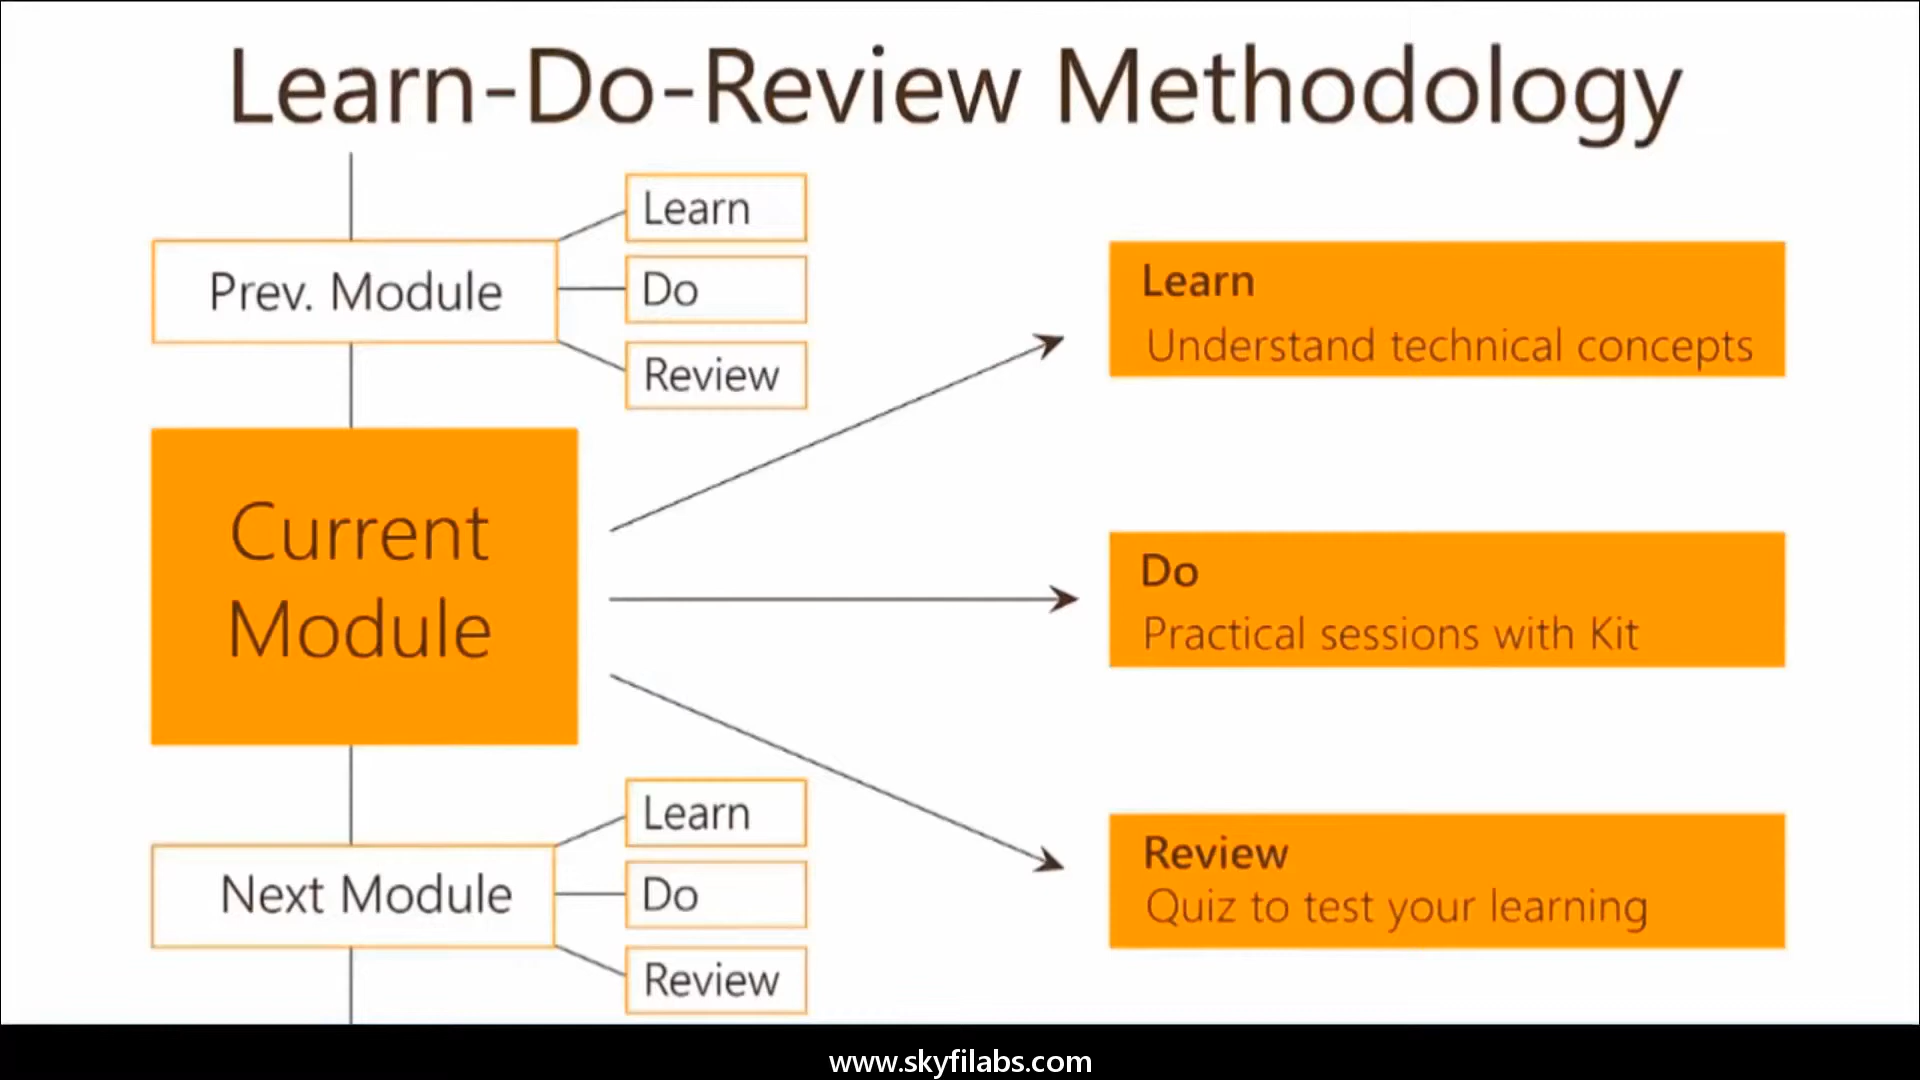 Learn-Do-Review Methodology
Prev. Module
Learn
Do
Review
Current
Module
Learn
Understand technical concepts
Do
Practical sessions with Kit
Review
Quiz to test your learning
Next Module
Learn
Do
Review
www.skyfilabs.com